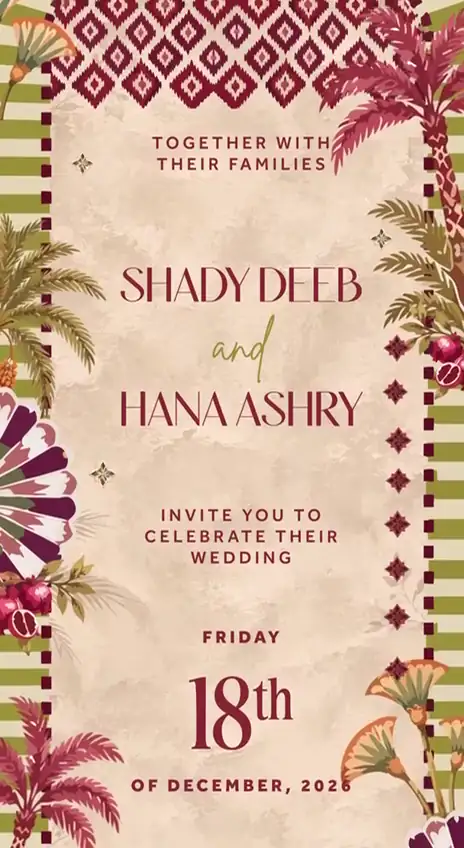 TOGETHER WITH
THEIR FAMILIES
SHADY DEEB
and
HANA ASHRY
INVITE YOU TO
CELEBRATE THEIR
WEDDING
FRIDAY
18th
OF DECEMBER, 2026